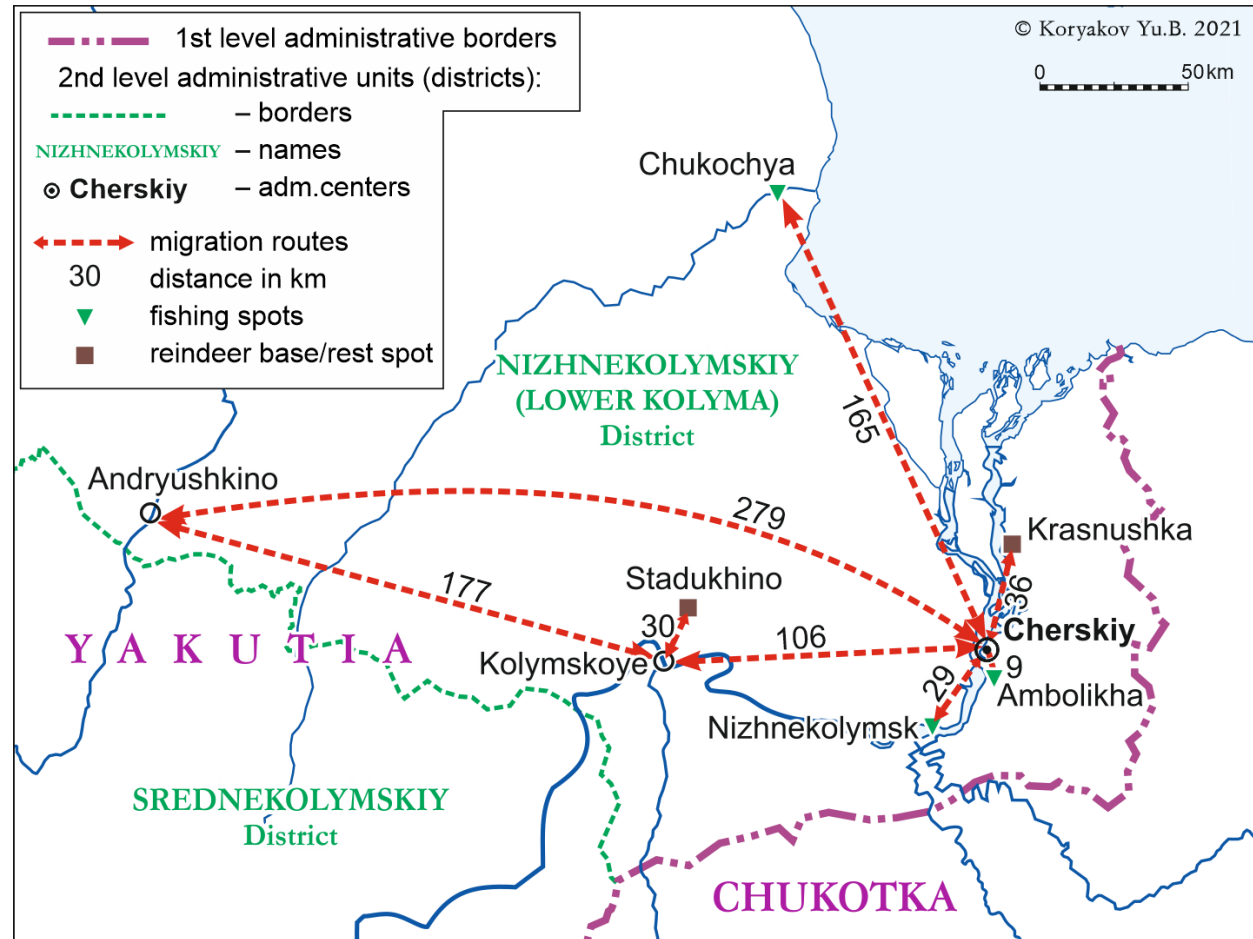 1st level administrative borders
2nd level administrative units (districts):
– borders
NIZHNEKOLYMSKIY – names
Cherskiy – adm.centers
migration routes
30 distance in km
fishing spots
reindeer base/rest spot
© Koryakov Yu.B. 2021
0 50km
Chukochya
NIZHNEKOLYMSKIY
(LOWER KOLYMA)
District
165
Andryushkino
279
Krasnushka
177
Stadukhino
36
30
106
Cherskiy
YAKUTIA
Kolymskoye
9
29
Ambolikha
Nizhnekolymsk
SREDNEKOLYMSKIY
District
CHUKOTKA